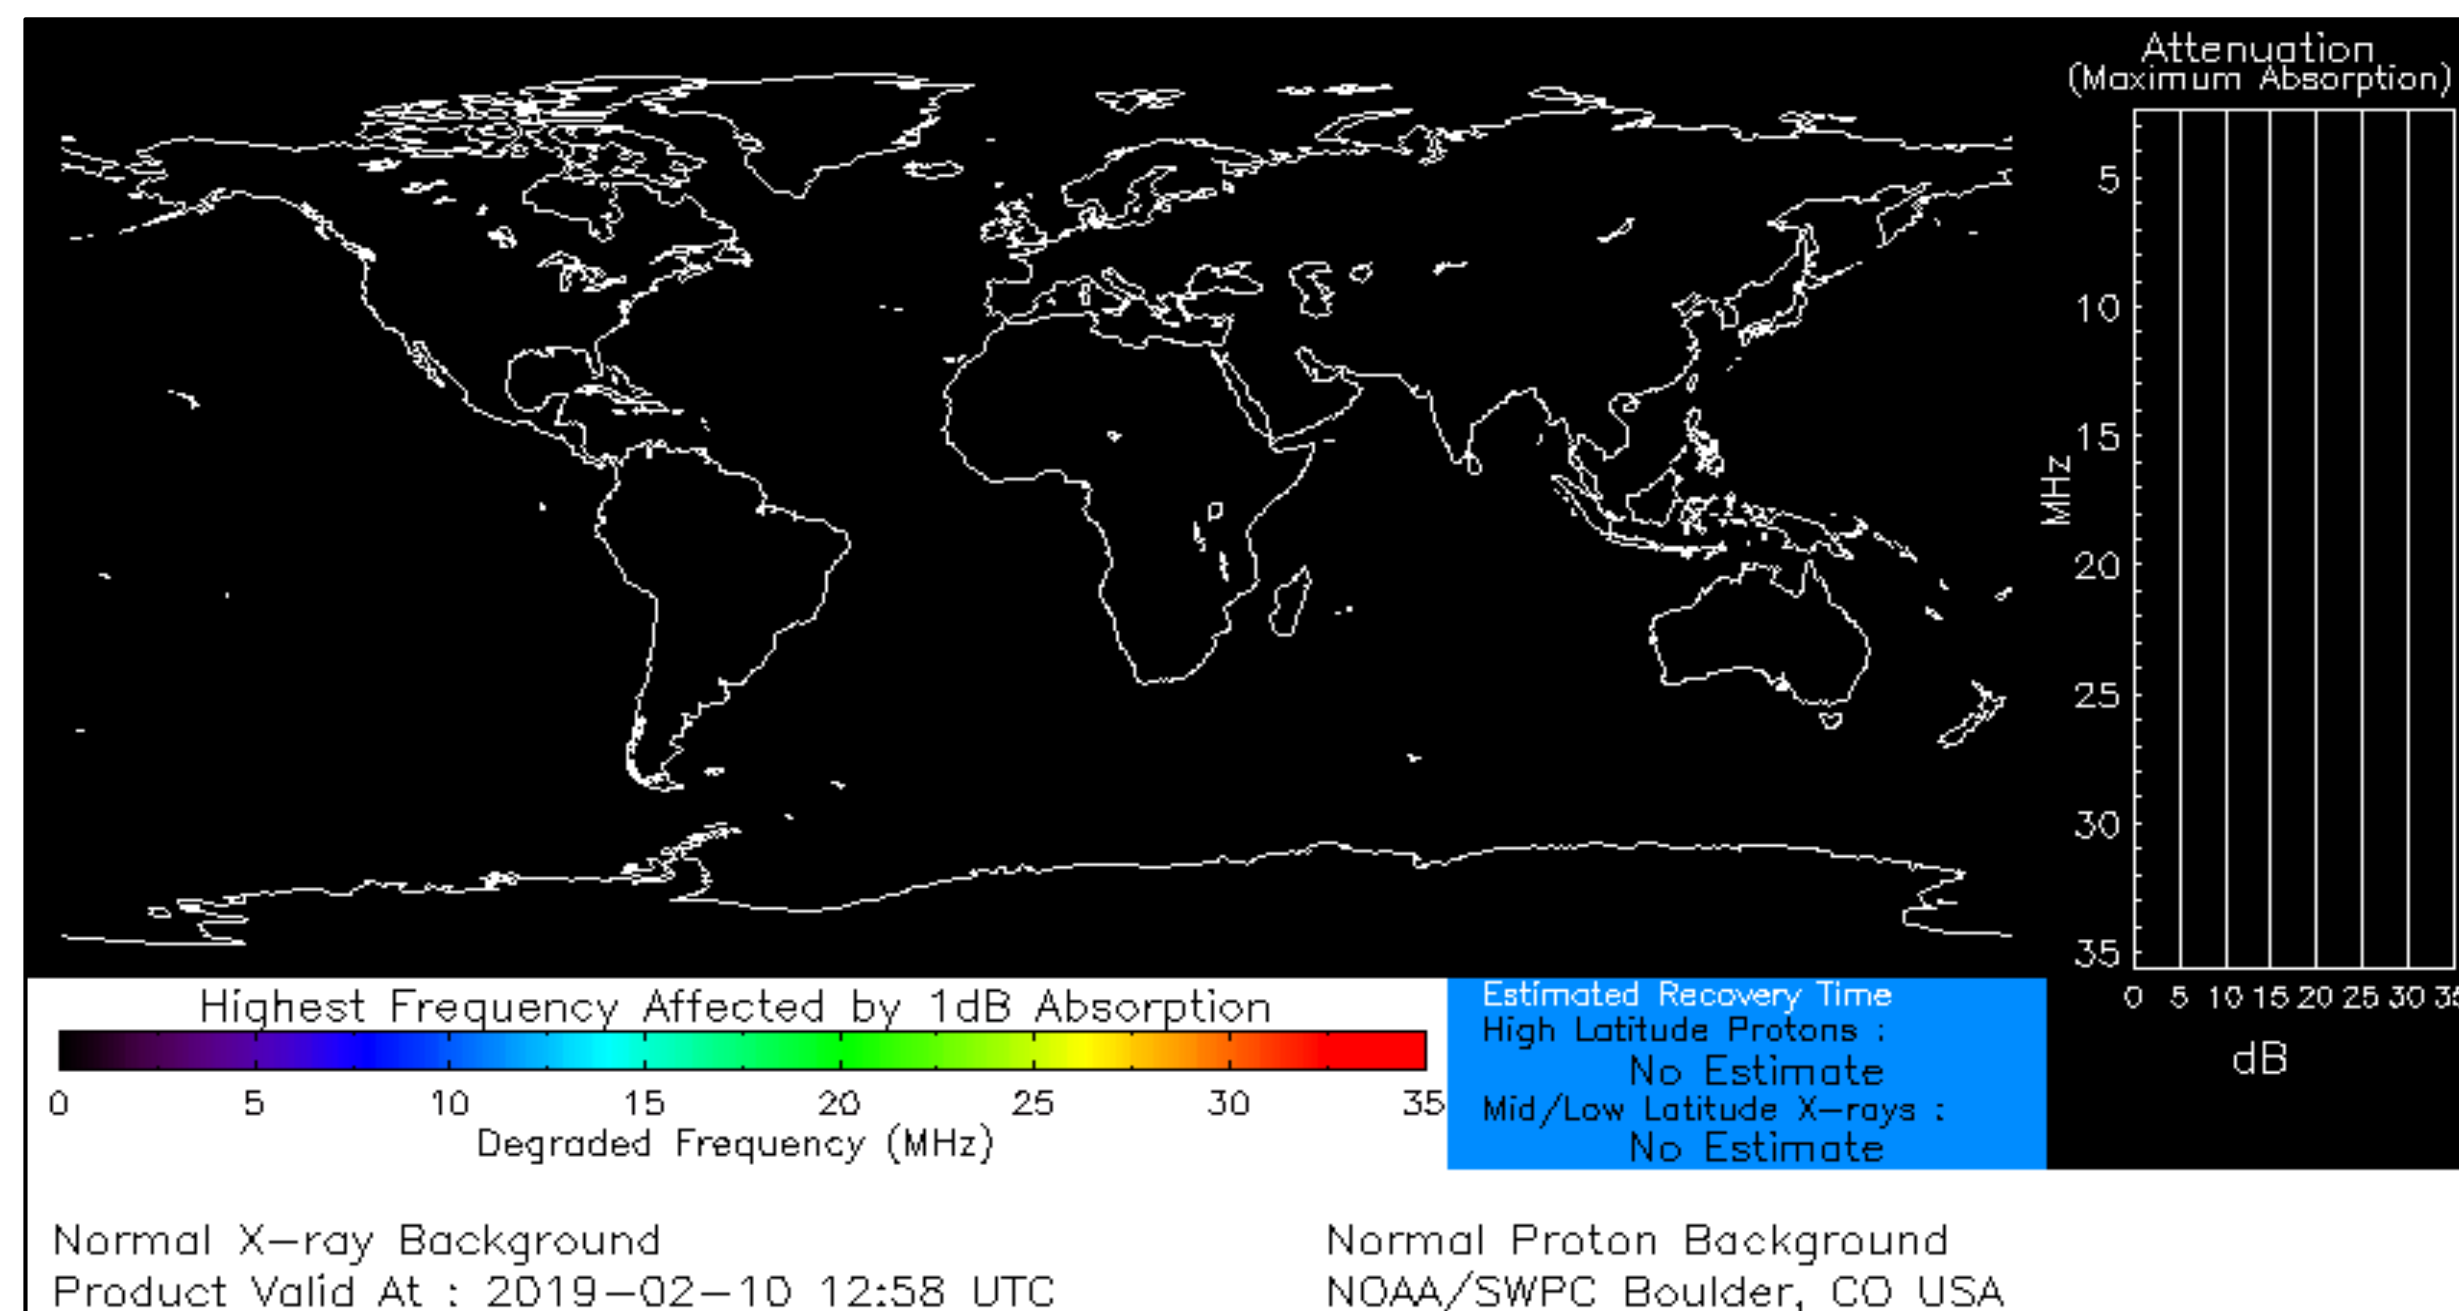 Attenuation
(Maximum Absorption)
5
10
15
20
25
30
35
MHz
0 5 10 15 20 25 30 35
dB
Highest Frequency Affected by 1dB Absorption
0 5 10 15 20 25 30 35
Degraded Frequency (MHz)
Estimated Recovery Time
High Latitude Protons :
No Estimate
Mid/Low Latitude X-rays :
No Estimate
Normal X-ray Background
Normal Proton Background
Product Valid At : 2019-02-10 12:58 UTC
NOAA/SWPC Boulder, CO USA